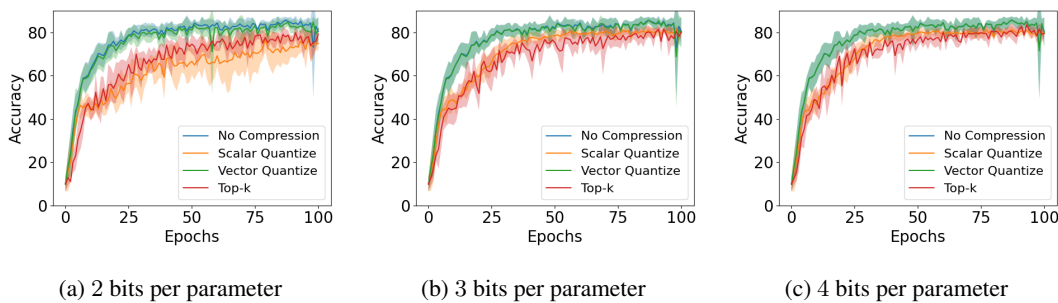 Accuracy
80
60
40
20
0
No Compression
Scalar Quantize
Vector Quantize
Top-k
0 25 50 75 100
Epochs
(a) 2 bits per parameter
Accuracy
80
60
40
20
0
No Compression
Scalar Quantize
Vector Quantize
Top-k
0 25 50 75 100
Epochs
(b) 3 bits per parameter
Accuracy
80
60
40
20
0
No Compression
Scalar Quantize
Vector Quantize
Top-k
0 25 50 75 100
Epochs
(c) 4 bits per parameter